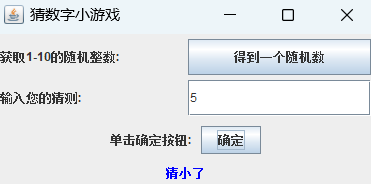 猜数字小游戏
获取1-10的随机整数: 得到一个随机数
输入您的猜测: 5
单击确定按钮: 确定
猜小了